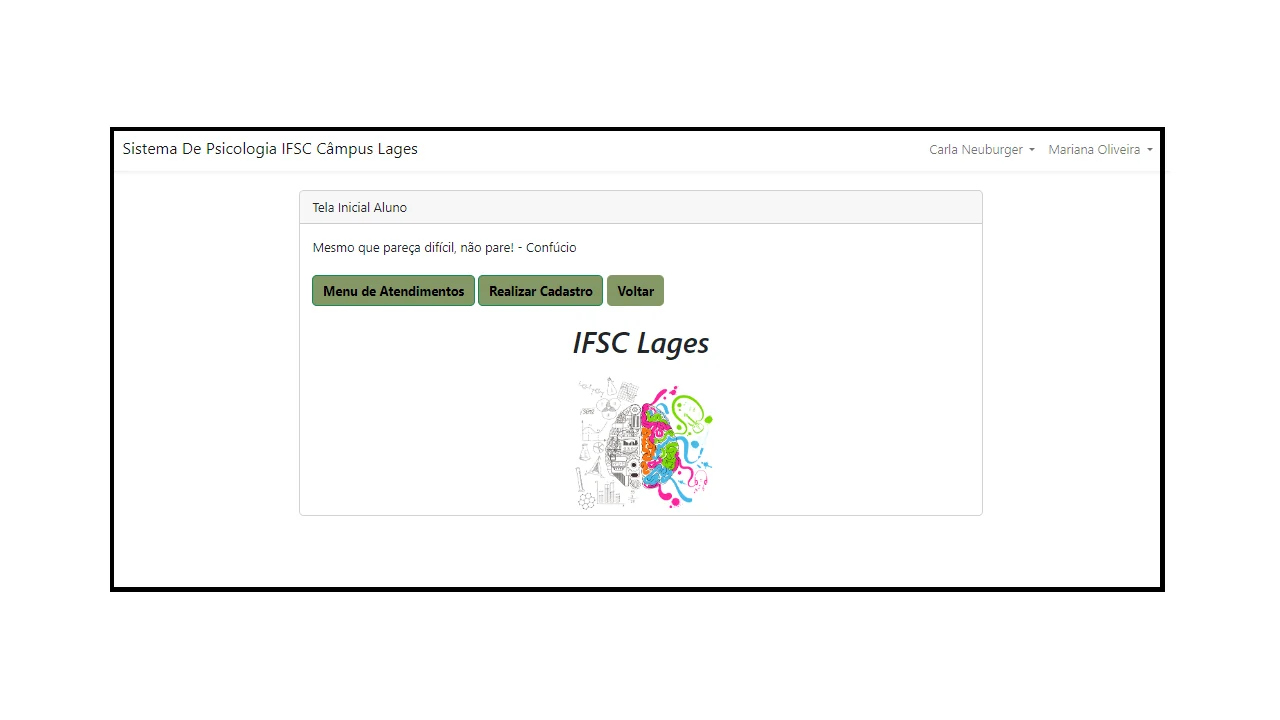 Sistema De Psicologia IFSC Câmpus Lages
Carla Neuburger Mariana Oliveira
Tela Inicial Aluno
Mesmo que pareça difícil, não pare! - Confúcio
Menu de Atendimentos Realizar Cadastro Voltar
IFSC Lages